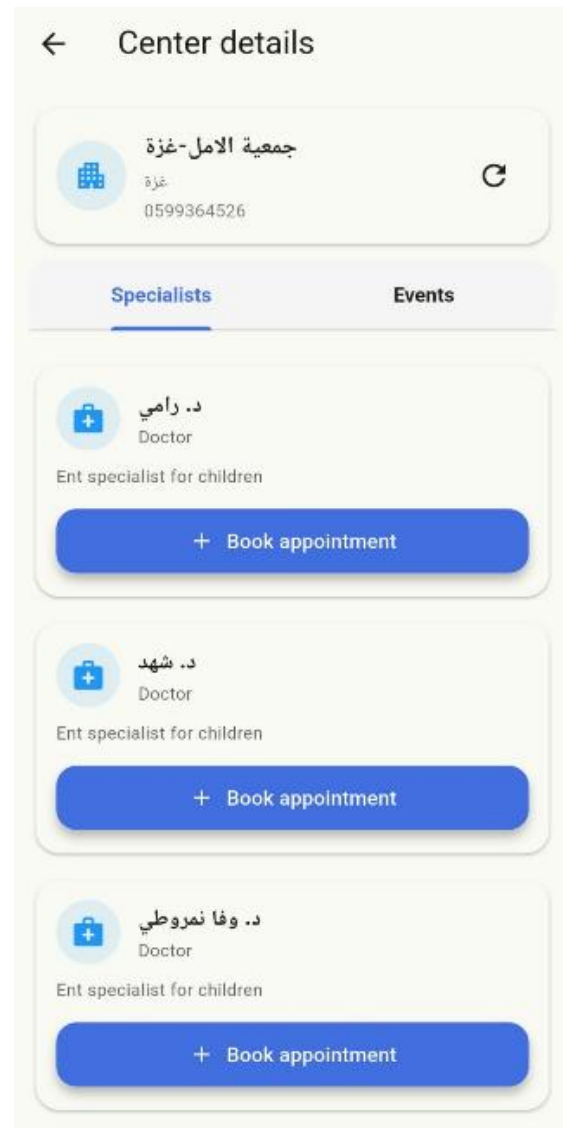 Center details
جمعية الامل-غزة
غزة
0599364526
Specialists
Events
د. رامي
Doctor
Ent specialist for children
+ Book appointment
د. شهد
Doctor
Ent specialist for children
+ Book appointment
د. وفا نمروطي
Doctor
Ent specialist for children
+ Book appointment